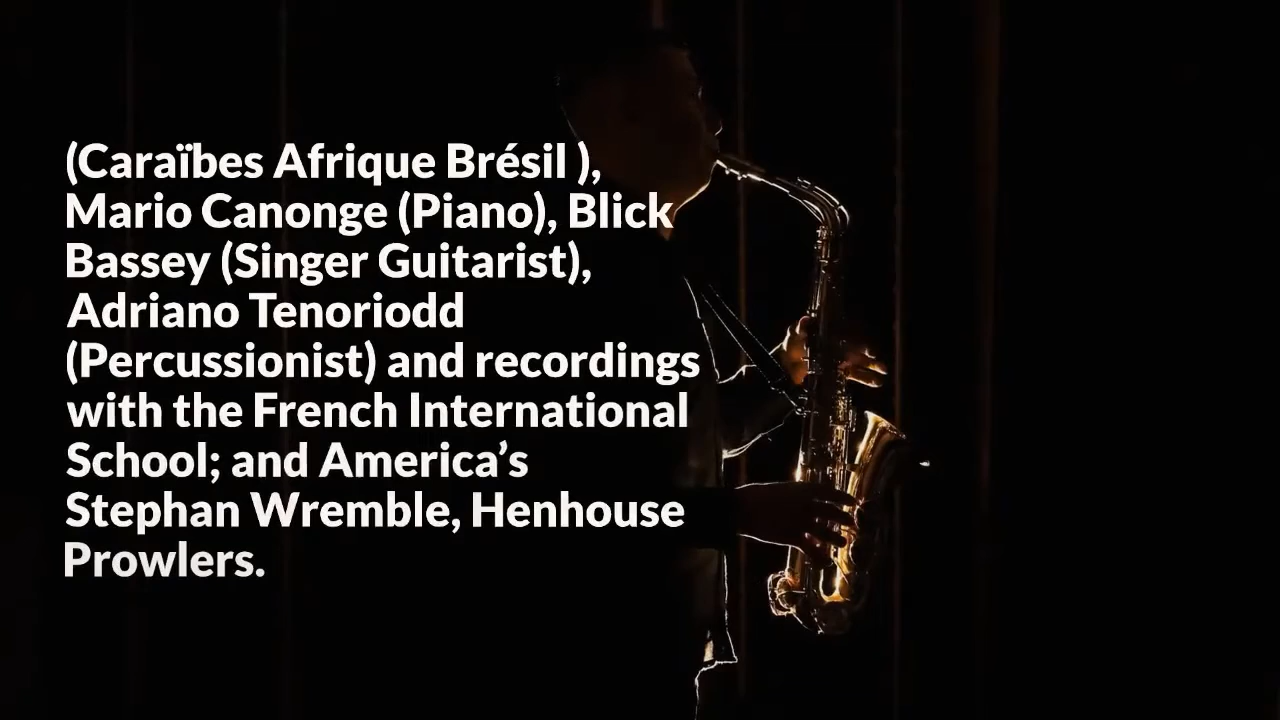 (Caraïbes Afrique Brésil ),
Mario Canonge (Piano), Blick
Bassey (Singer Guitarist),
Adriano Tenoriodd
(Percussionist) and recordings
with the French International
School; and America’s
Stephan Wremble, Henhouse
Prowlers.